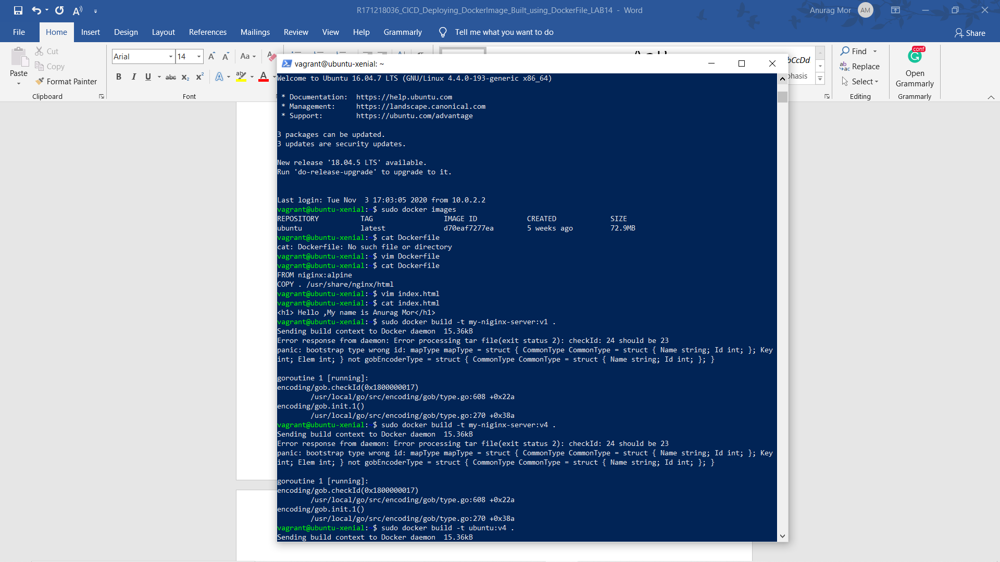 R171218036_CICD_Deploying_DockerImage_Built_using_DockerFile_LAB14 - Word
Anurag Mor AM
File Home Insert Design Layout References Mailings Review View Help Grammarly Tell me what you want to do Share
Paste
Cut
Copy
Format Painter
Clipboard
Arial 14 Aa
B I U abc X₂ X² A ab A
Font
Find
Replace
Select
Editing
conf
Open
Grammarly
Grammarly
vagrant@ubuntu-xenial: ~
Welcome to Ubuntu 16.04.7 LTS (GNU/Linux 4.4.0-193-generic x86_64)
* Documentation: https://help.ubuntu.com
* Management: https://landscape.canonical.com
* Support: https://ubuntu.com/advantage
3 packages can be updated.
3 updates are security updates.
New release '18.04.5 LTS' available.
Run 'do-release-upgrade' to upgrade to it.
Last login: Tue Nov  3 17:03:05 2020 from 10.0.2.2
vagrant@ubuntu-xenial: $ sudo docker images
REPOSITORY TAG IMAGE ID CREATED SIZE
ubuntu latest d70eaf7277ea 5 weeks ago 72.9MB
vagrant@ubuntu-xenial: $ cat Dockerfile
cat: Dockerfile: No such file or directory
vagrant@ubuntu-xenial: $ vim Dockerfile
vagrant@ubuntu-xenial: $ cat Dockerfile
FROM niginx:alpine
COPY . /usr/share/nginx/html
vagrant@ubuntu-xenial: $ vim index.html
vagrant@ubuntu-xenial: $ cat index.html
<h1> Hello ,My name is Anurag Mor</h1>
vagrant@ubuntu-xenial: $ sudo docker build -t my-niginx-server:v1 .
Sending build context to Docker daemon  15.36kB
Error response from daemon: Error processing tar file(exit status 2): checkId: 24 should be 23
panic: bootstrap type wrong id: mapType mapType = struct { CommonType CommonType = struct { Name string; Id int; }; Key
int; Elem int; } not gobEncoderType = struct { CommonType CommonType = struct { Name string; Id int; }; }
goroutine 1 [running]:
encoding/gob.checkId(0x1800000017)
/usr/local/go/src/encoding/gob/type.go:608 +0x22a
encoding/gob.init.1()
/usr/local/go/src/encoding/gob/type.go:270 +0x38a
vagrant@ubuntu-xenial: $ sudo docker build -t my-niginx-server:v4 .
Sending build context to Docker daemon  15.36kB
Error response from daemon: Error processing tar file(exit status 2): checkId: 24 should be 23
panic: bootstrap type wrong id: mapType mapType = struct { CommonType CommonType = struct { Name string; Id int; }; Key
int; Elem int; } not gobEncoderType = struct { CommonType CommonType = struct { Name string; Id int; }; }
goroutine 1 [running]:
encoding/gob.checkId(0x1800000017)
/usr/local/go/src/encoding/gob/type.go:608 +0x22a
encoding/gob.init.1()
/usr/local/go/src/encoding/gob/type.go:270 +0x38a
vagrant@ubuntu-xenial: $ sudo docker build -t ubuntu:v4 .
Sending build context to Docker daemon  15.36kB